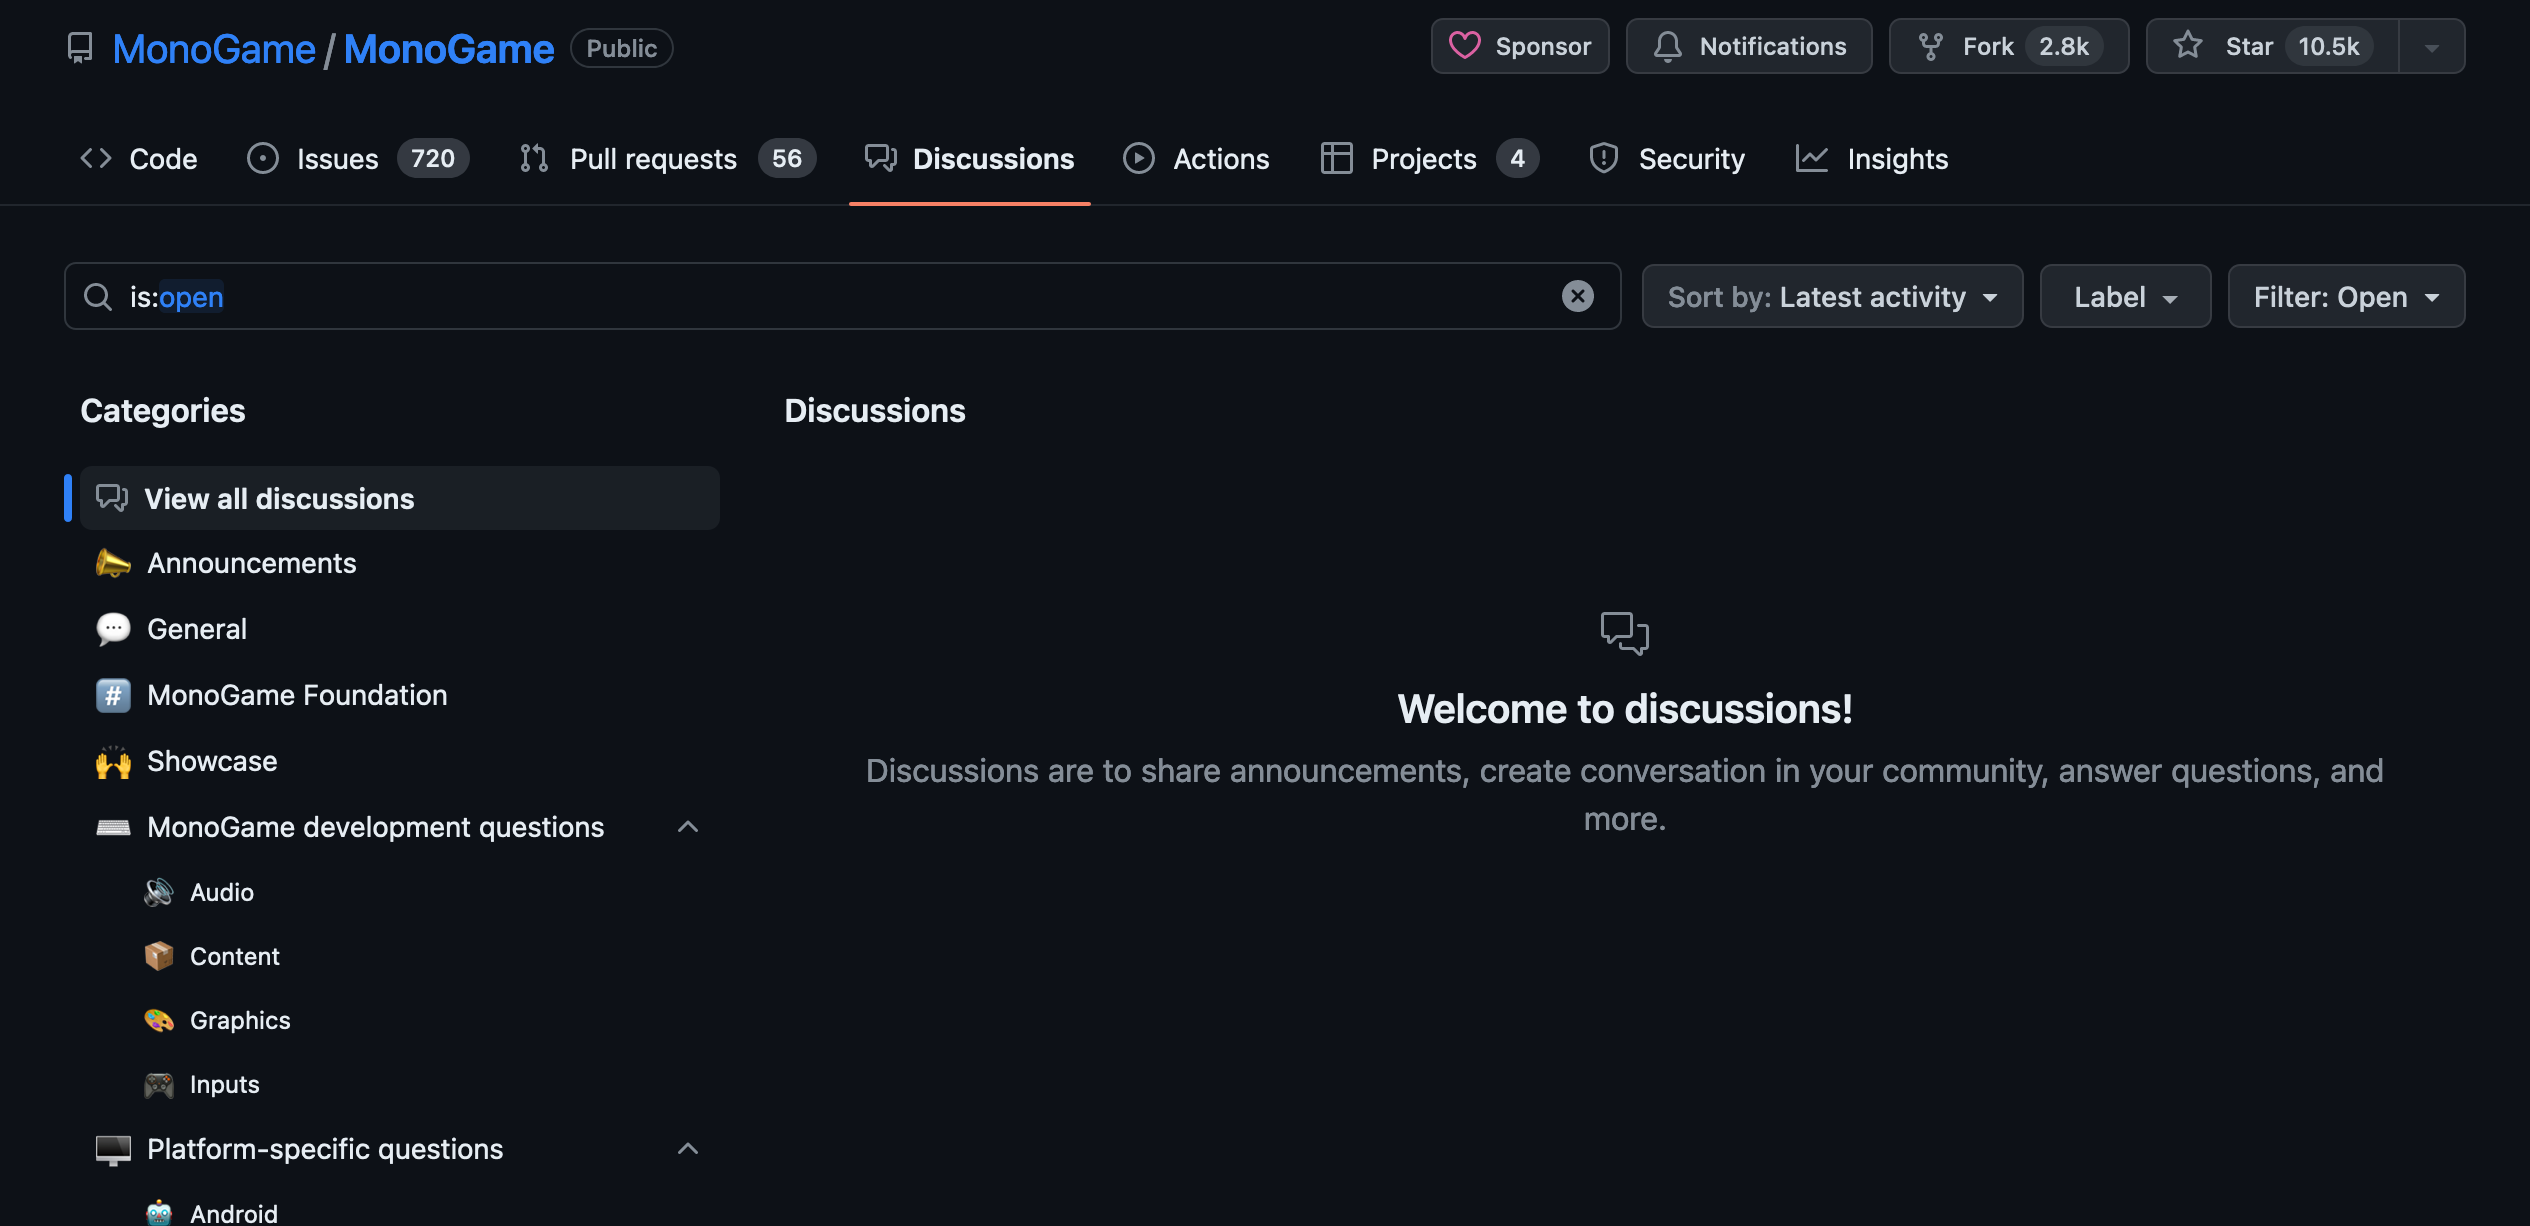 MonoGame / MonoGame Public Sponsor Notifications Fork 2.8k Star 10.5k
Code Issues 720 Pull requests 56 Discussions Actions Projects 4 Security Insights
is:open Sort by: Latest activity Label Filter: Open
Categories
View all discussions
Announcements
General
# MonoGame Foundation
Showcase
MonoGame development questions
Audio
Content
Graphics
Inputs
Platform-specific questions
Android
Discussions
Welcome to discussions!
Discussions are to share announcements, create conversation in your community, answer questions, and
more.